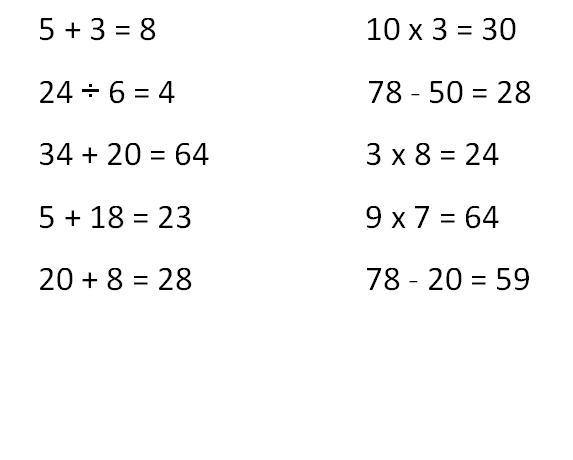 5 + 3 = 8
24 ÷ 6 = 4
34 + 20 = 64
5 + 18 = 23
20 + 8 = 28
10 x 3 = 30
78 - 50 = 28
3 x 8 = 24
9 x 7 = 64
78 - 20 = 59